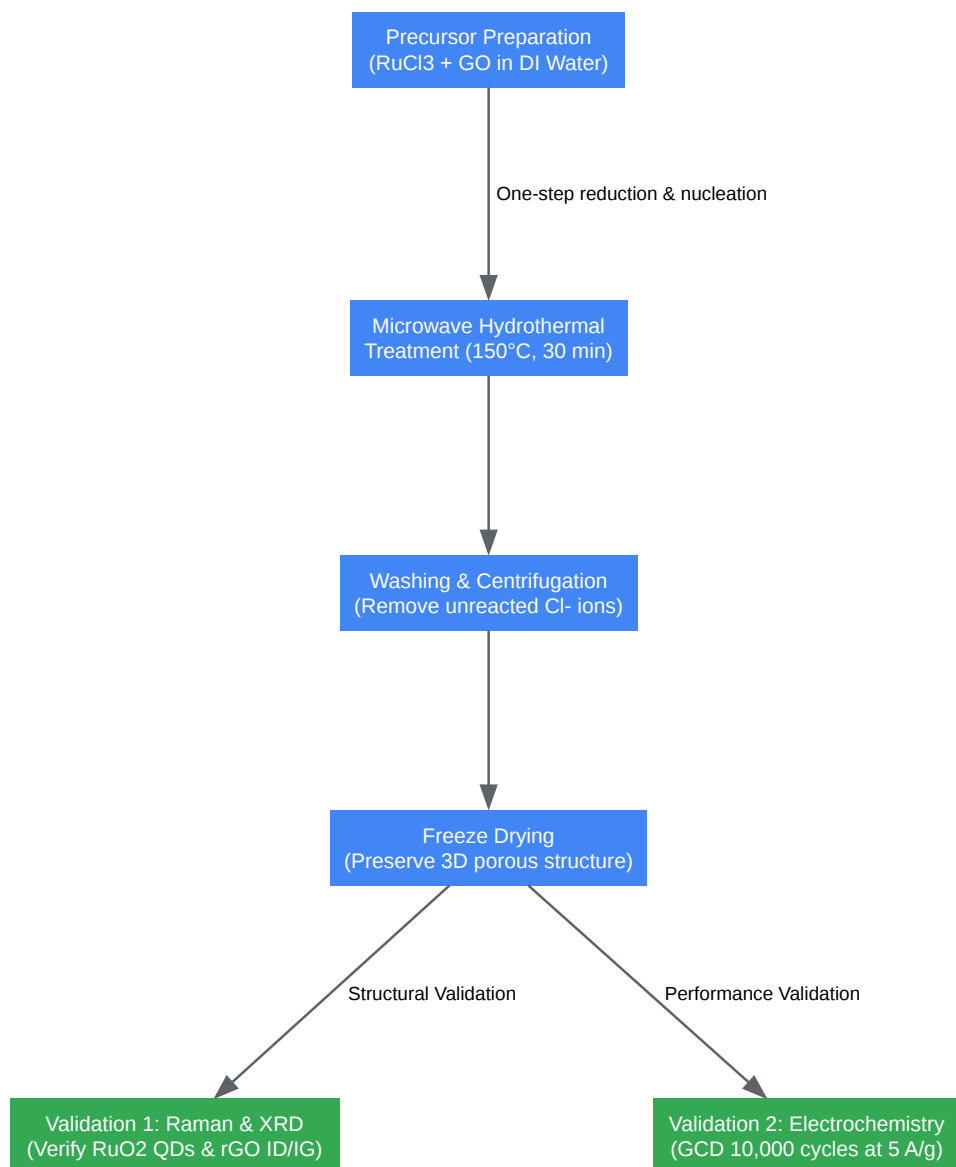 Precursor Preparation
(RuCl3 + GO in DI Water)
One-step reduction & nucleation
Microwave Hydrothermal
Treatment (150°C, 30 min)
Washing & Centrifugation
(Remove unreacted Cl- ions)
Freeze Drying
(Preserve 3D porous structure)
Structural Validation
Performance Validation
Validation 1: Raman & XRD
(Verify RuO2 QDs & rGO ID/IG)
Validation 2: Electrochemistry
(GCD 10,000 cycles at 5 A/g)